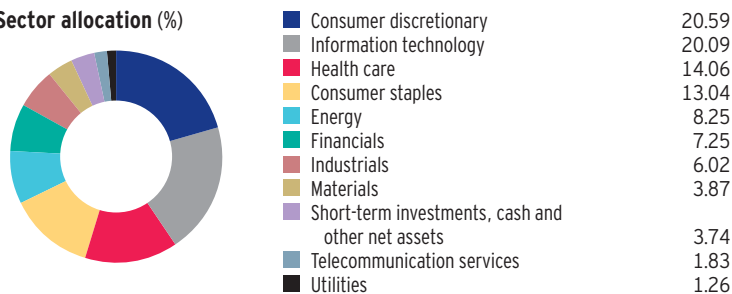 Sector allocation (%)
Consumer discretionary 20.59
Information technology 20.09
Health care 14.06
Consumer staples 13.04
Energy 8.25
Financials 7.25
Industrials 6.02
Materials 3.87
Short-term investments, cash and
other net assets 3.74
Telecommunication services 1.83
Utilities 1.26